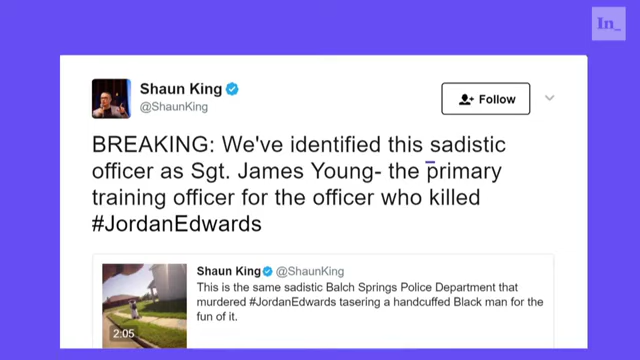 In_
Shaun King
@ShaunKing
Follow
BREAKING: We've identified this sadistic
officer as Sgt. James Young- the primary
training officer for the officer who killed
#JordanEdwards
Shaun King @ShaunKing
This is the same sadistic Balch Springs Police Department that
murdered #JordanEdwards tasering a handcuffed Black man for the
fun of it.
2:05